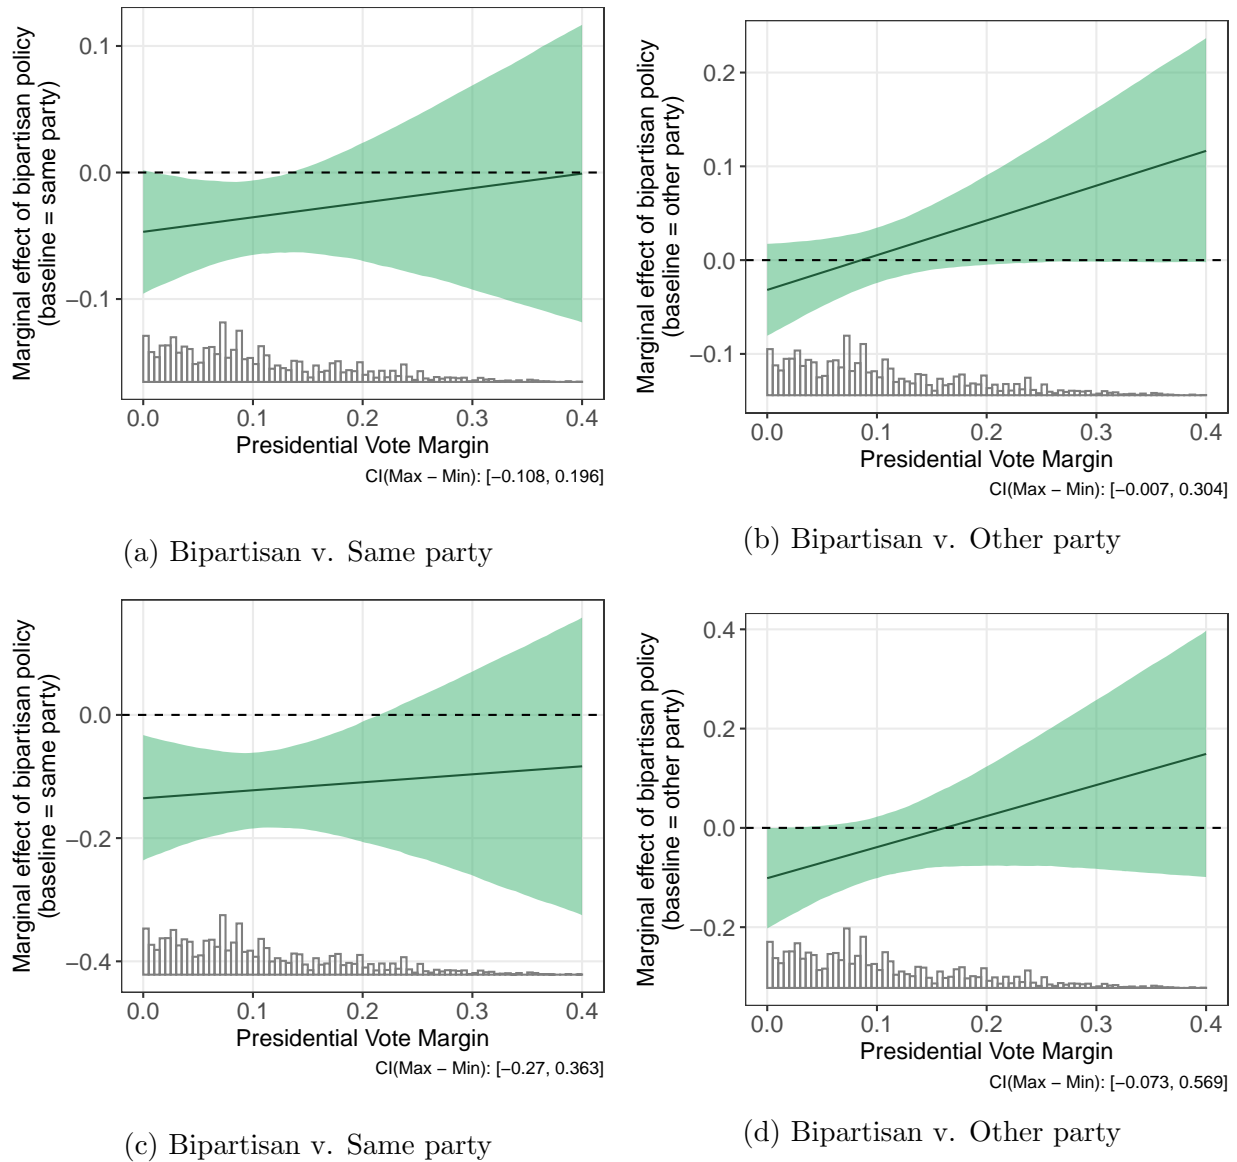 Marginal effect of bipartisan policy
(baseline = same party)
0.1
0.0
−0.1
0.0 0.1 0.2 0.3 0.4
Presidential Vote Margin
CI(Max − Min): [−0.108, 0.196]
(a) Bipartisan v. Same party
Marginal effect of bipartisan policy
(baseline = other party)
0.2
0.1
0.0
−0.1
0.0 0.1 0.2 0.3 0.4
Presidential Vote Margin
CI(Max − Min): [−0.007, 0.304]
(b) Bipartisan v. Other party
Marginal effect of bipartisan policy
(baseline = same party)
0.0
−0.2
−0.4
0.0 0.1 0.2 0.3 0.4
Presidential Vote Margin
CI(Max − Min): [−0.27, 0.363]
(c) Bipartisan v. Same party
Marginal effect of bipartisan policy
(baseline = other party)
0.4
0.2
0.0
−0.2
0.0 0.1 0.2 0.3 0.4
Presidential Vote Margin
CI(Max − Min): [−0.073, 0.569]
(d) Bipartisan v. Other party